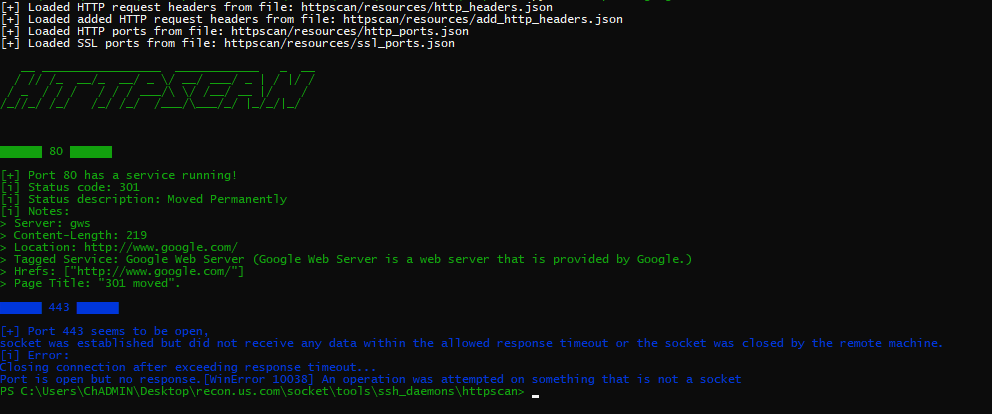 [+] Loaded HTTP request headers from file: httpscan/resources/http_headers.json
[+] Loaded added HTTP request headers from file: httpscan/resources/add_http_headers.json
[+] Loaded HTTP ports from file: httpscan/resources/http_ports.json
[+] Loaded SSL ports from file: httpscan/resources/ssl_ports.json
HTTPSCAN
80
[+] Port 80 has a service running!
[i] Status code: 301
[i] Status description: Moved Permanently
[i] Notes:
> Server: gws
> Content-Length: 219
> Location: http://www.google.com/
> Tagged Service: Google Web Server (Google Web Server is a web server that is provided by Google.)
> Hrefs: ["http://www.google.com/"]
> Page Title: "301 moved".
443
[+] Port 443 seems to be open,
socket was established but did not receive any data within the allowed response timeout or the socket was closed by the remote machine.
[i] Error:
Closing connection after exceeding response timeout...
Port is open but no response.[WinError 10038] An operation was attempted on something that is not a socket
PS C:\Users\ChADMIN\Desktop\recon.us.com\socket\tools\ssh_daemons\httpscan>